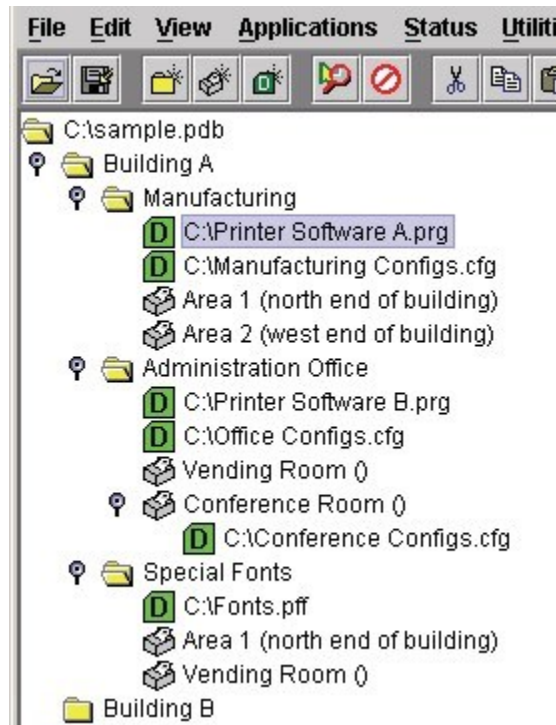 File Edit View Applications Status Utiliti
C:\sample.pdb
Building A
Manufacturing
D C:\Printer Software A.prg
D C:\Manufacturing Configs.cfg
Area 1 (north end of building)
Area 2 (west end of building)
Administration Office
D C:\Printer Software B.prg
D C:\Office Configs.cfg
Vending Room ()
Conference Room ()
D C:\Conference Configs.cfg
Special Fonts
D C:\Fonts.pff
Area 1 (north end of building)
Vending Room ()
Building B